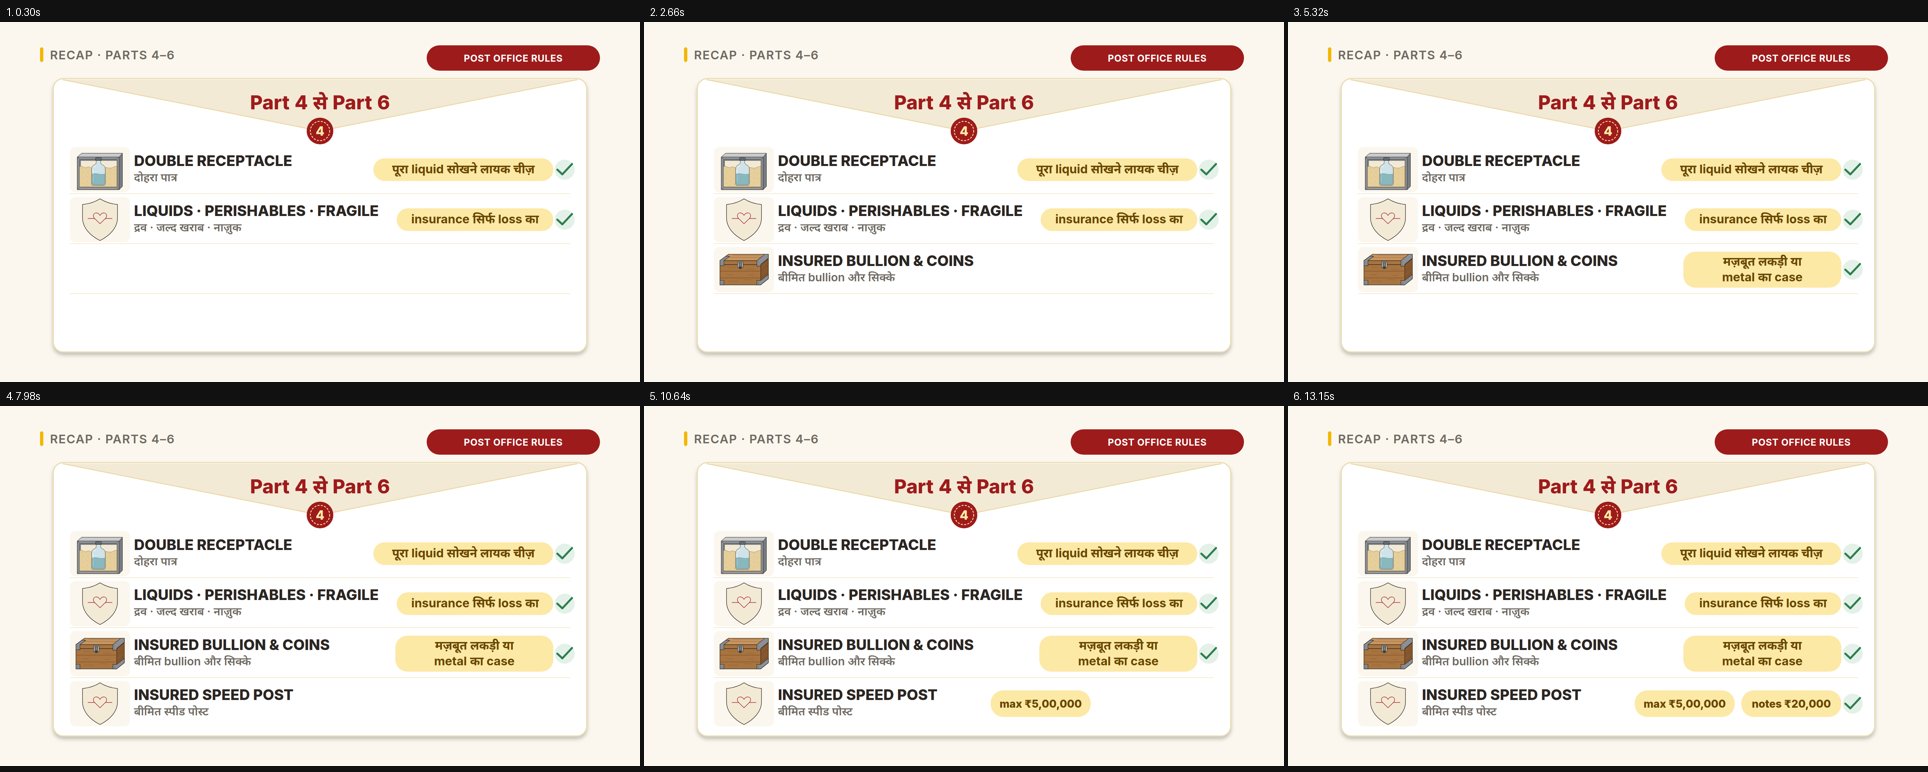 1. 0.30s
RECAP · PARTS 4–6
POST OFFICE RULES
Part 4 से Part 6
4
DOUBLE RECEPTACLE
दोहरा पात्र
पूरा liquid सोखने लायक चीज़
LIQUIDS · PERISHABLES · FRAGILE
द्रव · जल्द खराब · नाज़ुक
insurance सिर्फ loss का
2. 2.66s
RECAP · PARTS 4–6
POST OFFICE RULES
Part 4 से Part 6
4
DOUBLE RECEPTACLE
दोहरा पात्र
पूरा liquid सोखने लायक चीज़
LIQUIDS · PERISHABLES · FRAGILE
द्रव · जल्द खराब · नाज़ुक
insurance सिर्फ loss का
INSURED BULLION & COINS
बीमित bullion और सिक्के
3. 5.32s
RECAP · PARTS 4–6
POST OFFICE RULES
Part 4 से Part 6
4
DOUBLE RECEPTACLE
दोहरा पात्र
पूरा liquid सोखने लायक चीज़
LIQUIDS · PERISHABLES · FRAGILE
द्रव · जल्द खराब · नाज़ुक
insurance सिर्फ loss का
INSURED BULLION & COINS
बीमित bullion और सिक्के
मज़बूत लकड़ी या
metal का case
4. 7.98s
RECAP · PARTS 4–6
POST OFFICE RULES
Part 4 से Part 6
4
DOUBLE RECEPTACLE
दोहरा पात्र
पूरा liquid सोखने लायक चीज़
LIQUIDS · PERISHABLES · FRAGILE
द्रव · जल्द खराब · नाज़ुक
insurance सिर्फ loss का
INSURED BULLION & COINS
बीमित bullion और सिक्के
मज़बूत लकड़ी या
metal का case
INSURED SPEED POST
बीमित स्पीड पोस्ट
5. 10.64s
RECAP · PARTS 4–6
POST OFFICE RULES
Part 4 से Part 6
4
DOUBLE RECEPTACLE
दोहरा पात्र
पूरा liquid सोखने लायक चीज़
LIQUIDS · PERISHABLES · FRAGILE
द्रव · जल्द खराब · नाज़ुक
insurance सिर्फ loss का
INSURED BULLION & COINS
बीमित bullion और सिक्के
मज़बूत लकड़ी या
metal का case
INSURED SPEED POST
बीमित स्पीड पोस्ट
max ₹5,00,000
6. 13.15s
RECAP · PARTS 4–6
POST OFFICE RULES
Part 4 से Part 6
4
DOUBLE RECEPTACLE
दोहरा पात्र
पूरा liquid सोखने लायक चीज़
LIQUIDS · PERISHABLES · FRAGILE
द्रव · जल्द खराब · नाज़ुक
insurance सिर्फ loss का
INSURED BULLION & COINS
बीमित bullion और सिक्के
मज़बूत लकड़ी या
metal का case
INSURED SPEED POST
बीमित स्पीड पोस्ट
max ₹5,00,000
notes ₹20,000